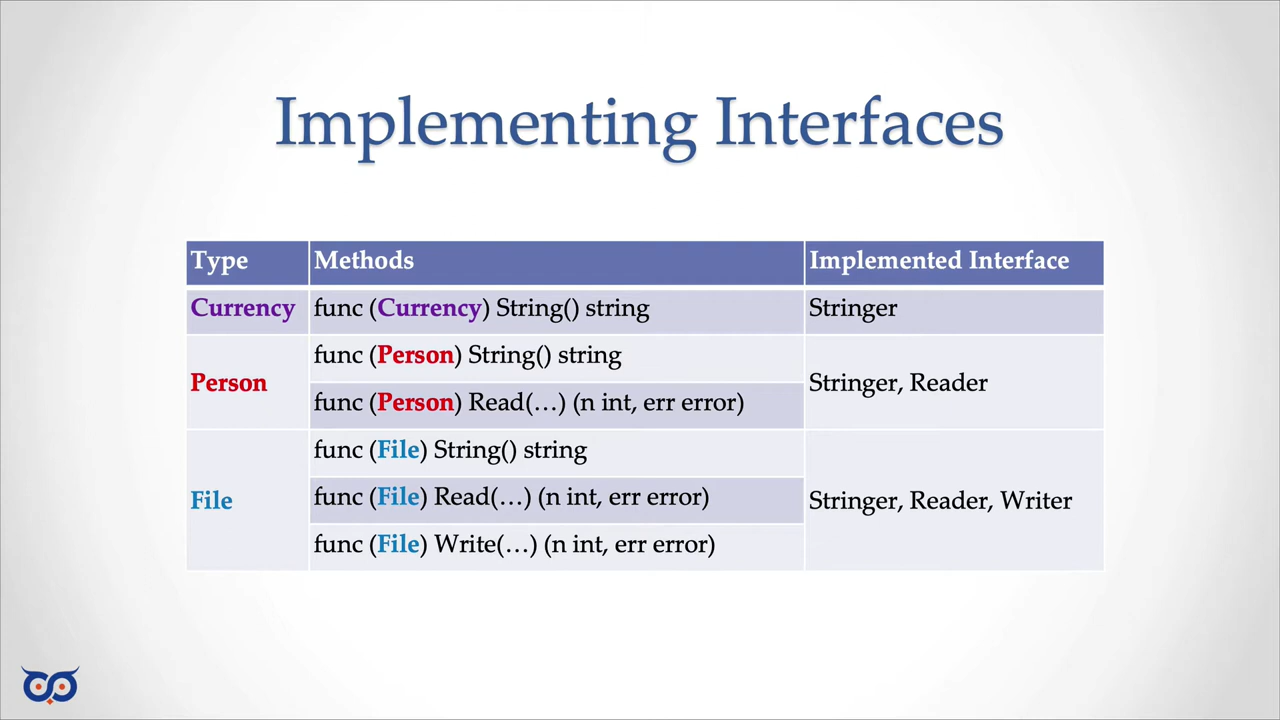 Implementing Interfaces
Type Methods Implemented Interface
Currency func (Currency) String() string Stringer
func (Person) String() string
Person Stringer, Reader
func (Person) Read(…) (n int, err error)
func (File) String() string
File func (File) Read(…) (n int, err error) Stringer, Reader, Writer
func (File) Write(…) (n int, err error)